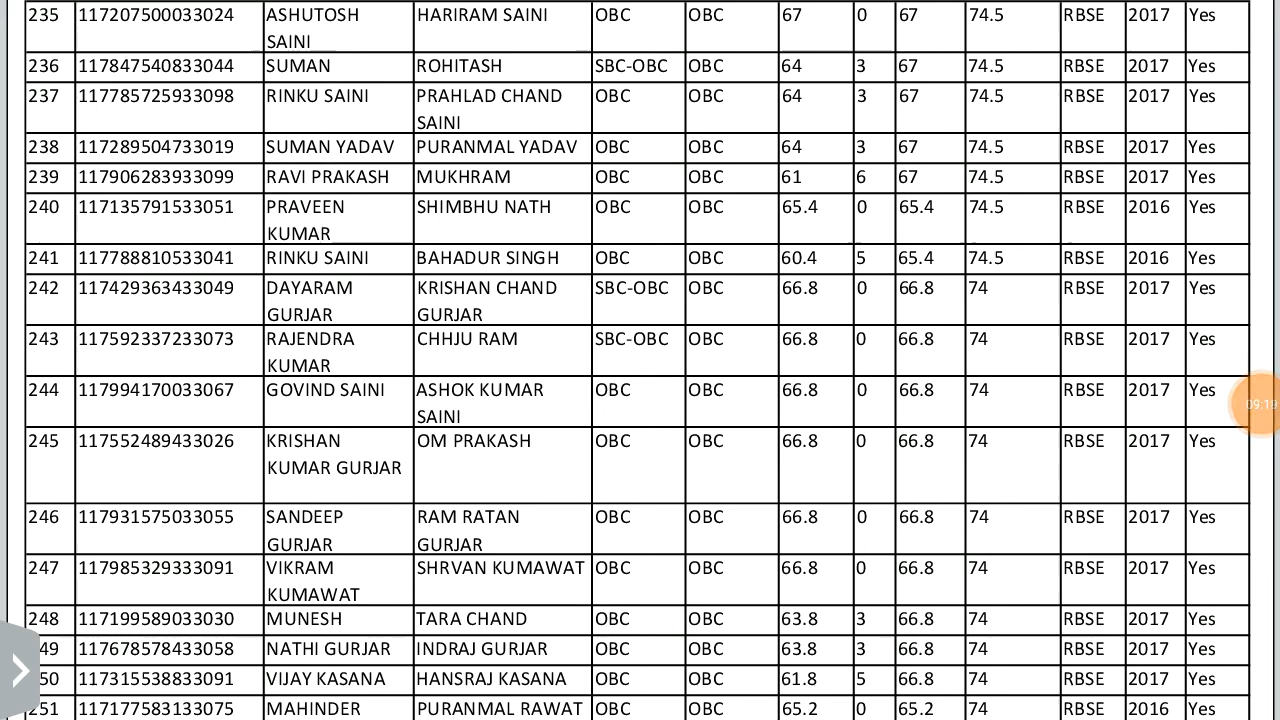 235 117207500033024 ASHUTOSH HARIRAM SAINI OBC OBC 67 0 67 74.5 RBSE 2017 Yes
SAINI
236 117847540833044 SUMAN ROHITASH SBC-OBC OBC 64 3 67 74.5 RBSE 2017 Yes
237 117785725933098 RINKU SAINI PRAHLAD CHAND OBC OBC 64 3 67 74.5 RBSE 2017 Yes
SAINI
238 117289504733019 SUMAN YADAV PURANMAL YADAV OBC OBC 64 3 67 74.5 RBSE 2017 Yes
239 117906283933099 RAVI PRAKASH MUKHRAM OBC OBC 61 6 67 74.5 RBSE 2017 Yes
240 117135791533051 PRAVEEN SHIMBHU NATH OBC OBC 65.4 0 65.4 74.5 RBSE 2016 Yes
KUMAR
241 117788810533041 RINKU SAINI BAHADUR SINGH OBC OBC 60.4 5 65.4 74.5 RBSE 2016 Yes
242 117429363433049 DAYARAM KRISHAN CHAND SBC-OBC OBC 66.8 0 66.8 74 RBSE 2017 Yes
GURJAR GURJAR
243 117592337233073 RAJENDRA CHHJU RAM SBC-OBC OBC 66.8 0 66.8 74 RBSE 2017 Yes
KUMAR
244 117994170033067 GOVIND SAINI ASHOK KUMAR OBC OBC 66.8 0 66.8 74 RBSE 2017 Yes
SAINI
09:10
245 117552489433026 KRISHAN OM PRAKASH OBC OBC 66.8 0 66.8 74 RBSE 2017 Yes
KUMAR GURJAR
246 117931575033055 SANDEEP RAM RATAN OBC OBC 66.8 0 66.8 74 RBSE 2017 Yes
GURJAR GURJAR
247 117985329333091 VIKRAM SHRVAN KUMAWAT OBC OBC 66.8 0 66.8 74 RBSE 2017 Yes
KUMAWAT
248 117199589033030 MUNESH TARA CHAND OBC OBC 63.8 3 66.8 74 RBSE 2017 Yes
49 117678578433058 NATHI GURJAR INDRAJ GURJAR OBC OBC 63.8 3 66.8 74 RBSE 2017 Yes
50 117315538833091 VIJAY KASANA HANSRAJ KASANA OBC OBC 61.8 5 66.8 74 RBSE 2017 Yes
251 117177583133075 MAHINDER PURANMAL RAWAT OBC OBC 65.2 0 65.2 74 RBSE 2016 Yes